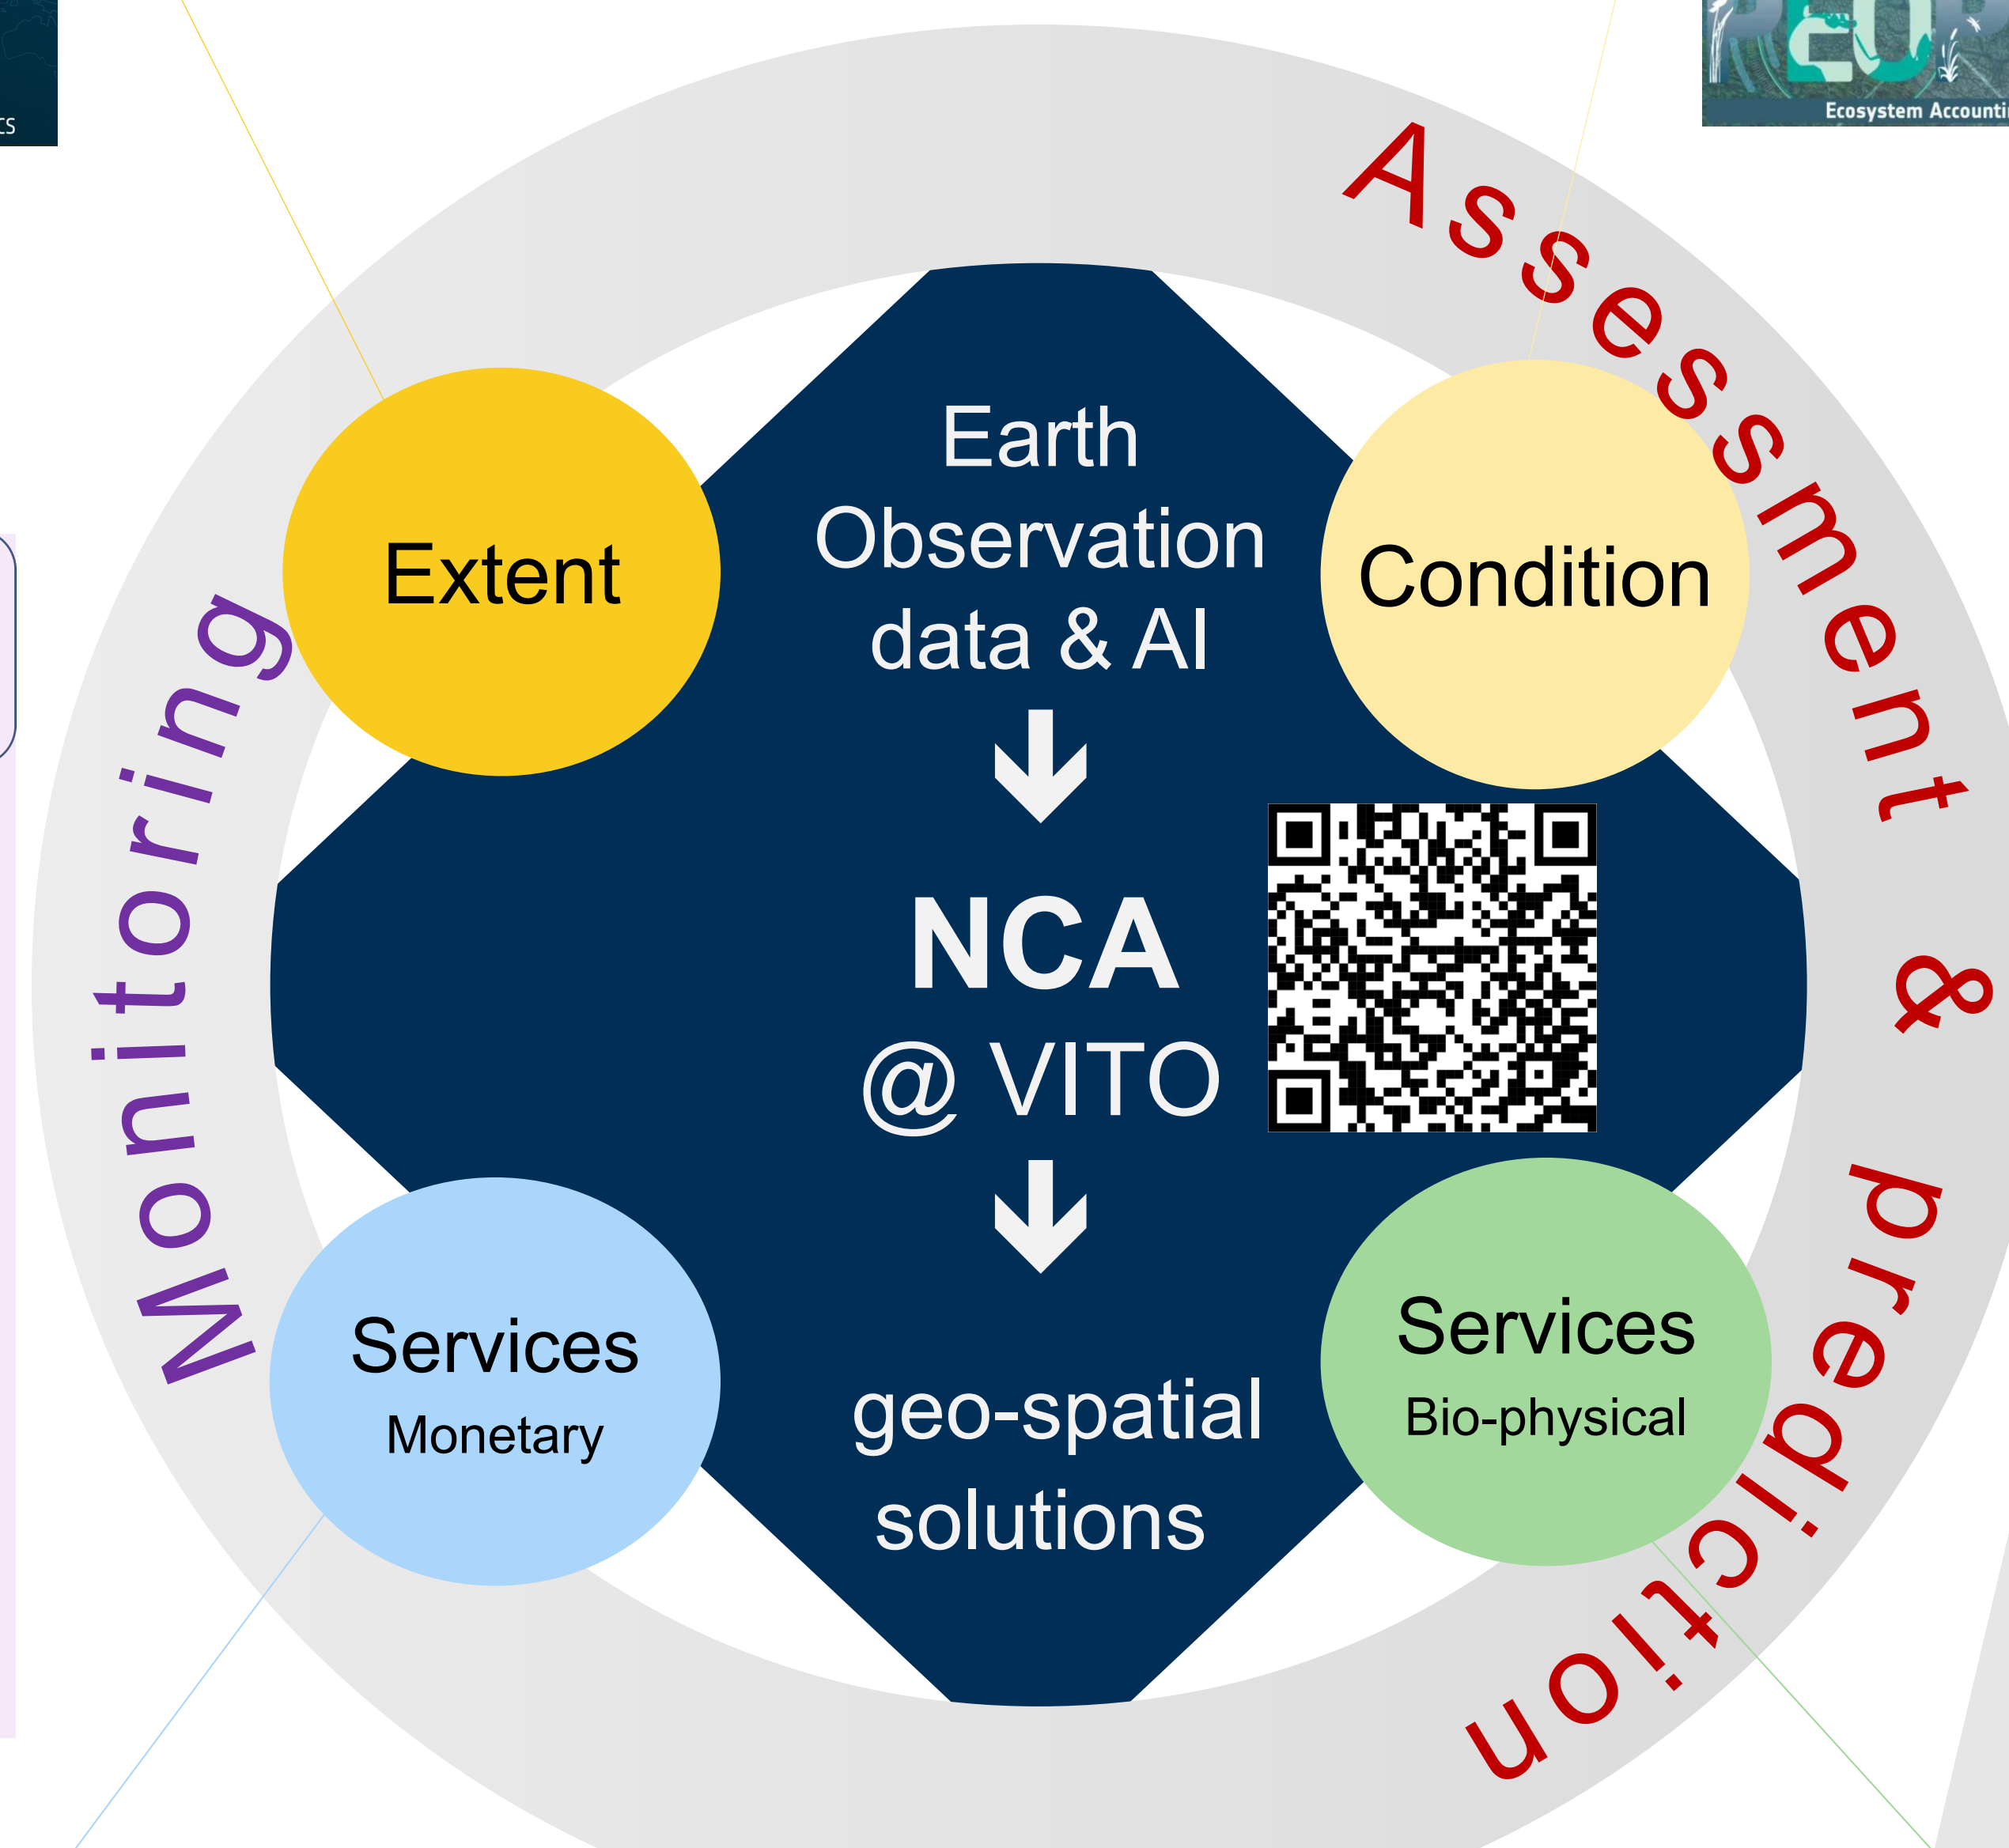 CS
Ecosystem Accounti
Assessment & prediction
Monitoring
Extent
Earth
Observation
data & AI
Condition
NCA
@ VITO
Services
Monetary
geo-spatial
solutions
Services
Bio-physical